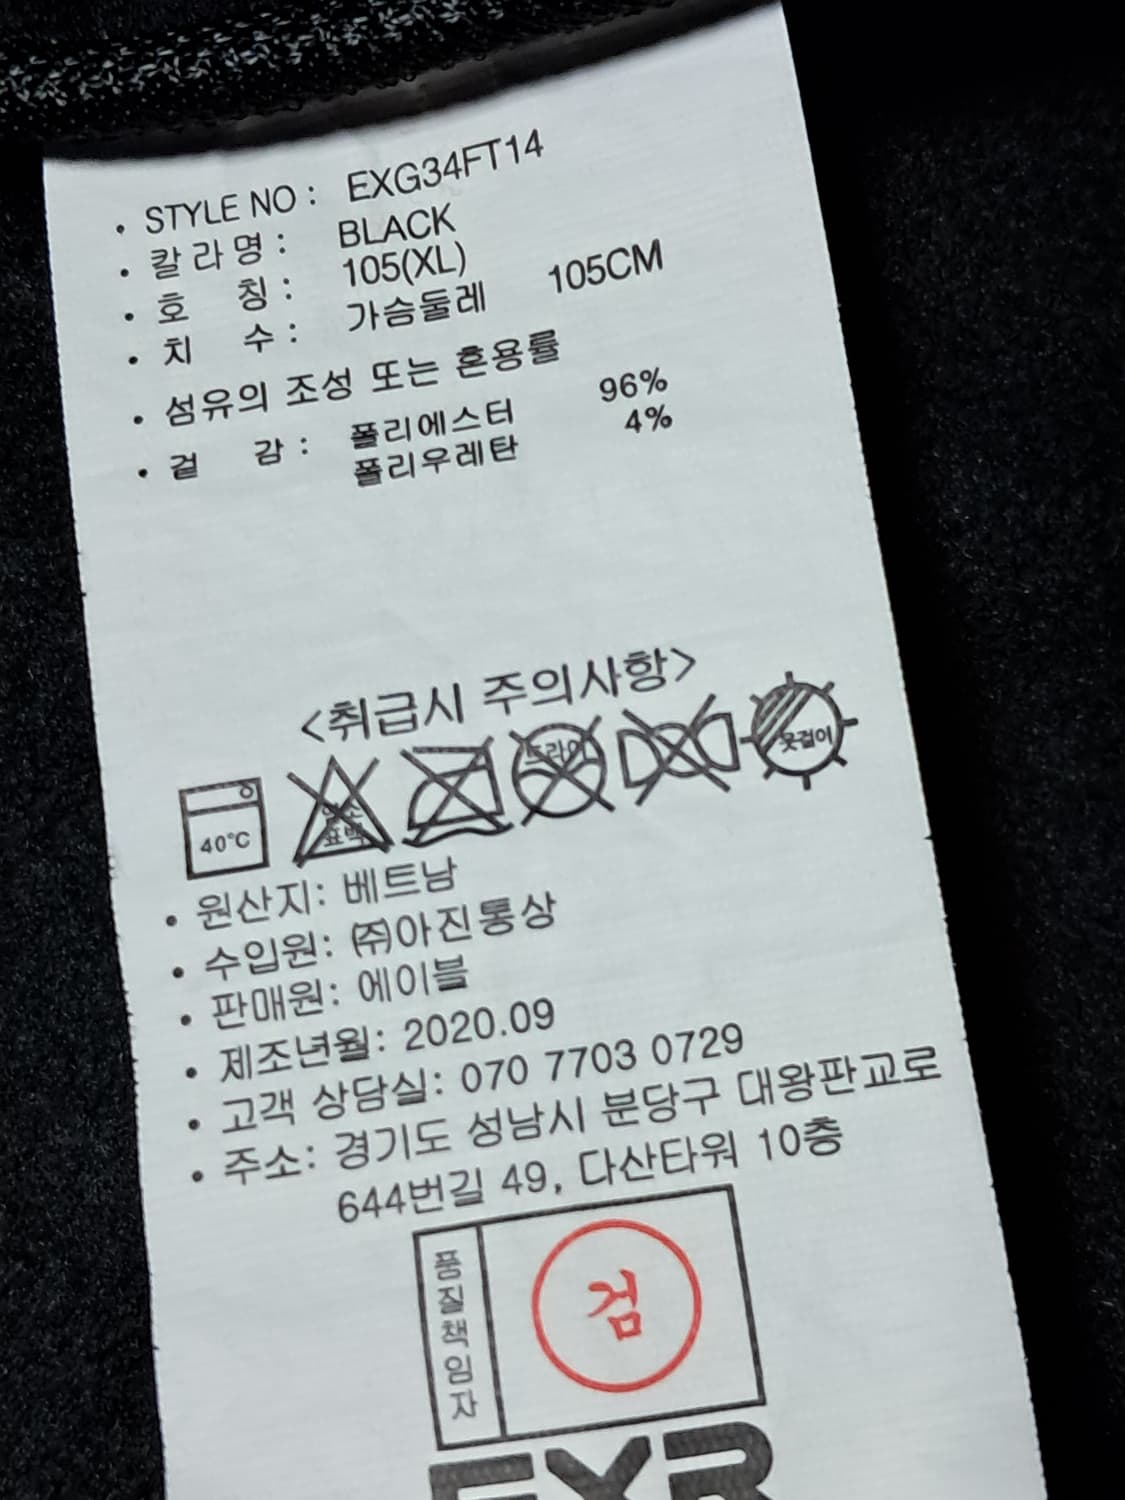 · STYLE NO : EXG34FT14
· 칼라명 : BLACK
· 호 칭 : 105(XL)
· 치 수 : 가슴둘레 105CM
· 섬유의 조성 또는 혼용률
· 겉 감 : 폴리에스터 96%
폴리우레탄 4%
<취급시 주의사항>
40℃ 염소 표백 드라이 옷걸이
· 원산지: 베트남
· 수입원: ㈜아진통상
· 판매원: 에이블
· 제조년월: 2020.09
· 고객 상담실: 070 7703 0729
· 주소: 경기도 성남시 분당구 대왕판교로
644번길 49, 다산타워 10층
품질책임자
검
EXR